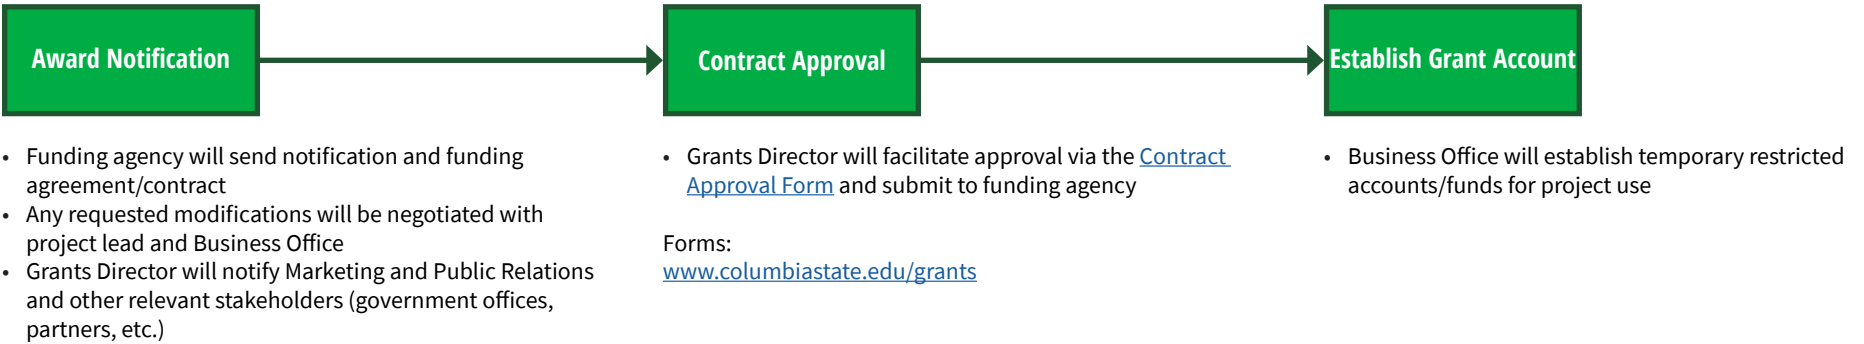 Award Notification
• Funding agency will send notification and funding
agreement/contract
• Any requested modifications will be negotiated with
project lead and Business Office
• Grants Director will notify Marketing and Public Relations
and other relevant stakeholders (government offices,
partners, etc.)
Contract Approval
• Grants Director will facilitate approval via the Contract
Approval Form and submit to funding agency
Forms:
www.columbiastate.edu/grants
Establish Grant Account
• Business Office will establish temporary restricted
accounts/funds for project use